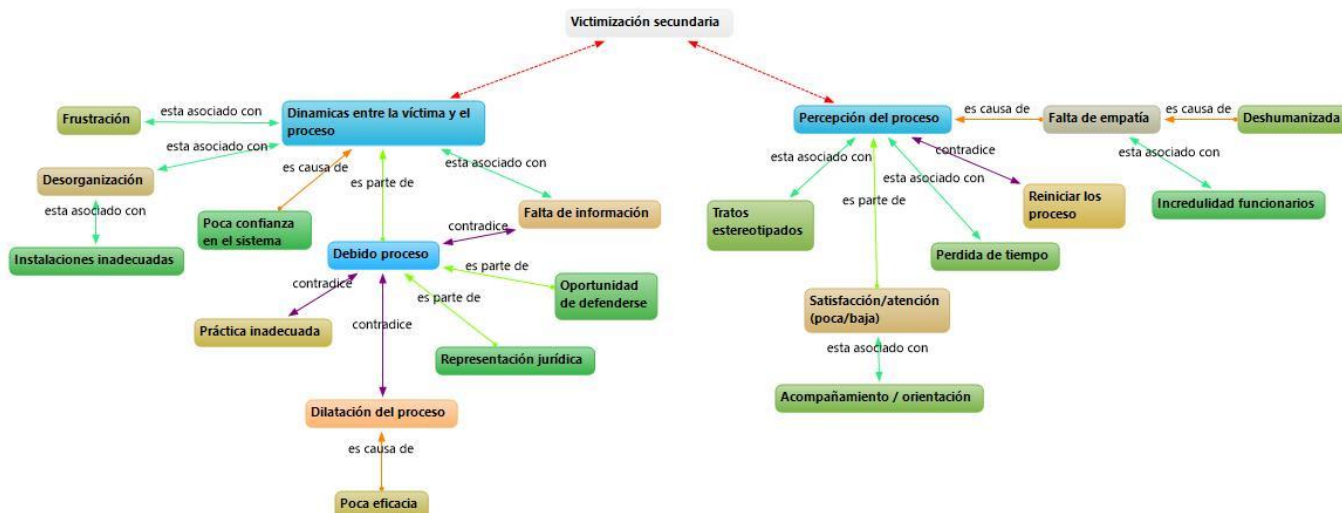 Victimización secundaria
Frustración
esta asociado con
Dinamicas entre la víctima y el
proceso
Percepción del proceso
es causa de
Falta de empatía
es causa de
Deshumanizada
esta asociado con
Desorganización
es causa de
es parte de
esta asociado con
esta asociado con
esta asociado con
contradice
esta asociado con
esta asociado con
Poca confianza
en el sistema
Falta de información
Tratos
estereotipados
es parte de
Reiniciar los
proceso
Incredulidad funcionarios
contradice
Instalaciones inadecuadas
Debido proceso
Perdida de tiempo
contradice
es parte de
es parte de
Oportunidad
de defenderse
Práctica inadecuada
contradice
Satisfacción/atención
(poca/baja)
Representación jurídica
esta asociado con
Acompañamiento / orientación
Dilatación del proceso
es causa de
Poca eficacia